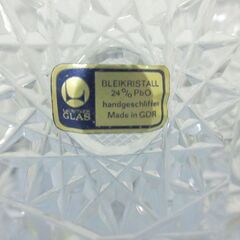 GLAS
BLEIKRISTALL
24% PbO
handgeschliffen
Made in GDR